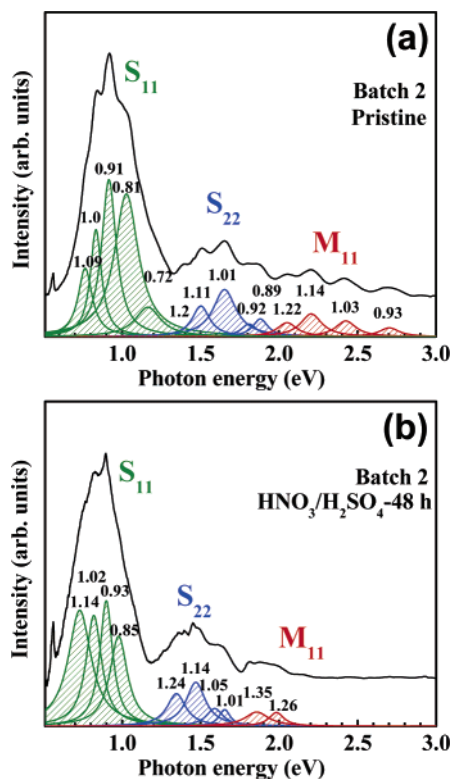 (a)
Batch 2
Pristine
S11
S22
M11
0.91
0.81
1.0
1.09
0.72
1.2
1.11
1.01
0.92
0.89
1.22
1.14
1.03
0.93
Intensity (arb. units)
1.0 1.5 2.0 2.5 3.0
Photon energy (eV)
(b)
Batch 2
HNO3/H2SO4-48 h
S11
S22
M11
1.02
1.14
0.93
0.85
1.24
1.14
1.05
1.01
1.35
1.26
Intensity (arb. units)
1.0 1.5 2.0 2.5 3.0
Photon energy (eV)